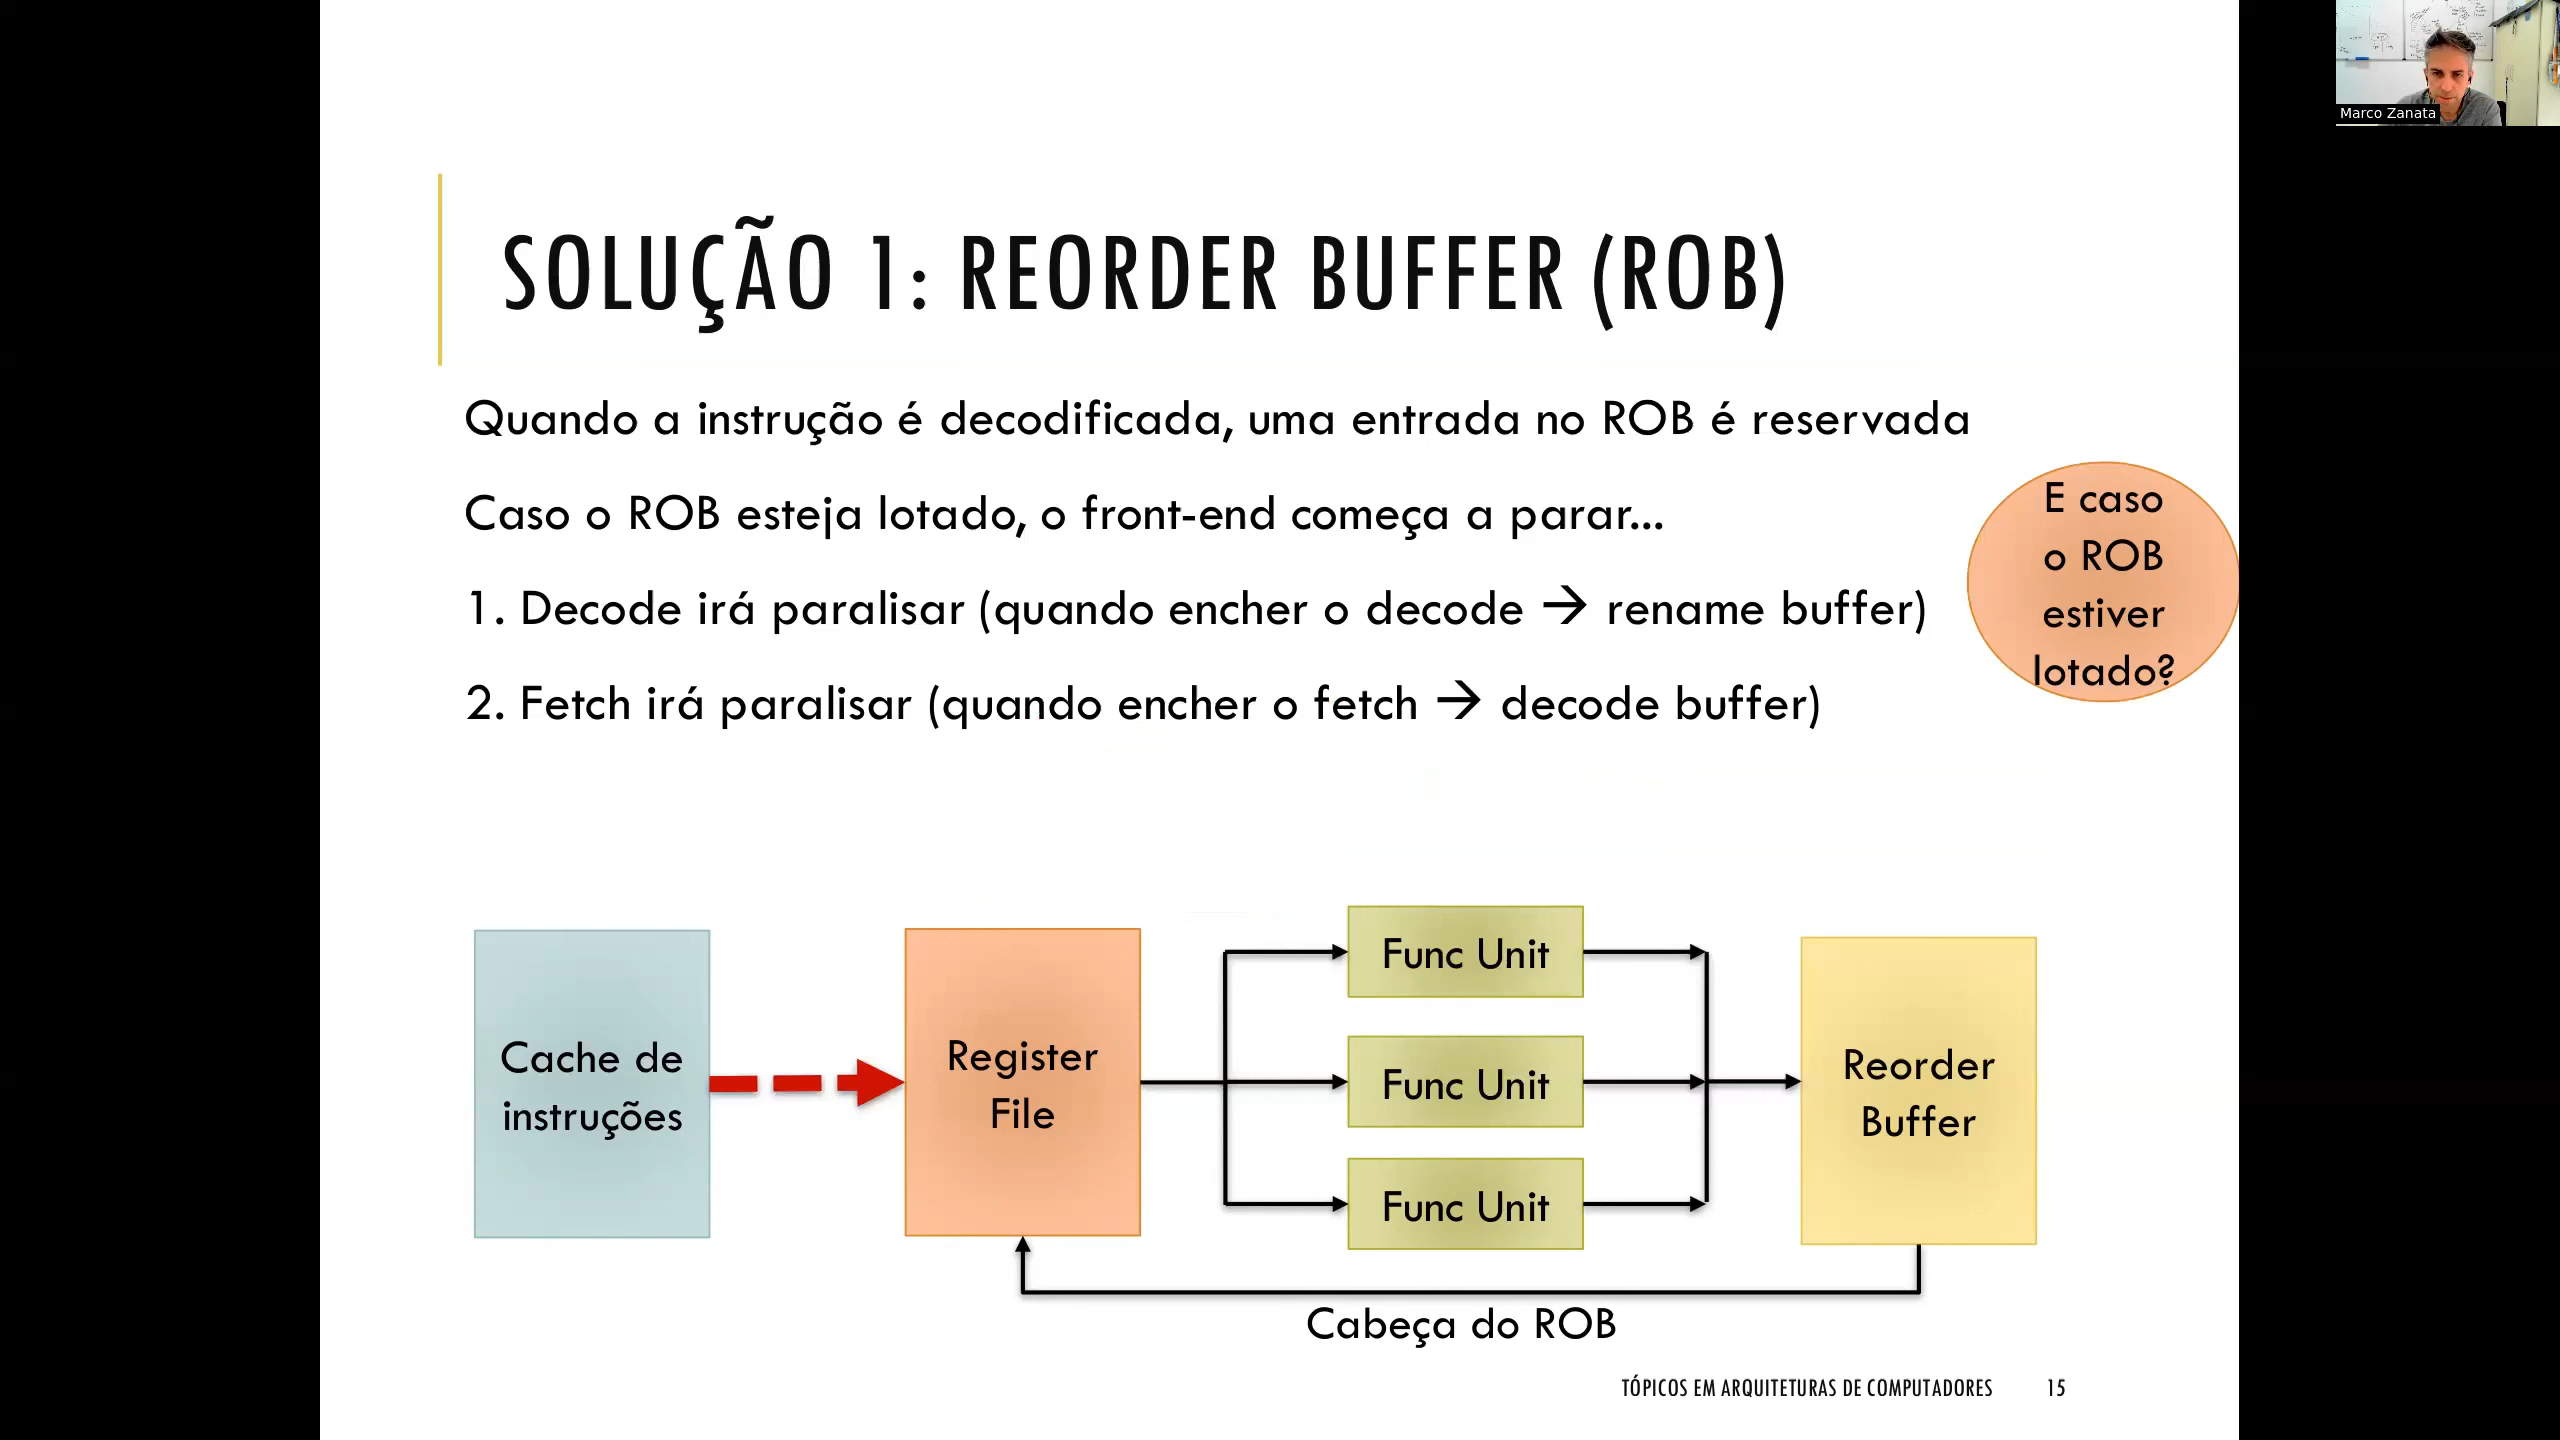 Marco Zanata
SOLUÇÃO 1: REORDER BUFFER (ROB)
Quando a instrução é decodificada, uma entrada no ROB é reservada
Caso o ROB esteja lotado, o front-end começa a parar...
1. Decode irá paralisar (quando encher o decode → rename buffer)
2. Fetch irá paralisar (quando encher o fetch → decode buffer)
E caso
o ROB
estiver
lotado?
Cache de
instruções
Register
File
Func Unit
Func Unit
Func Unit
Reorder
Buffer
Cabeça do ROB
TÓPICOS EM ARQUITETURAS DE COMPUTADORES 15